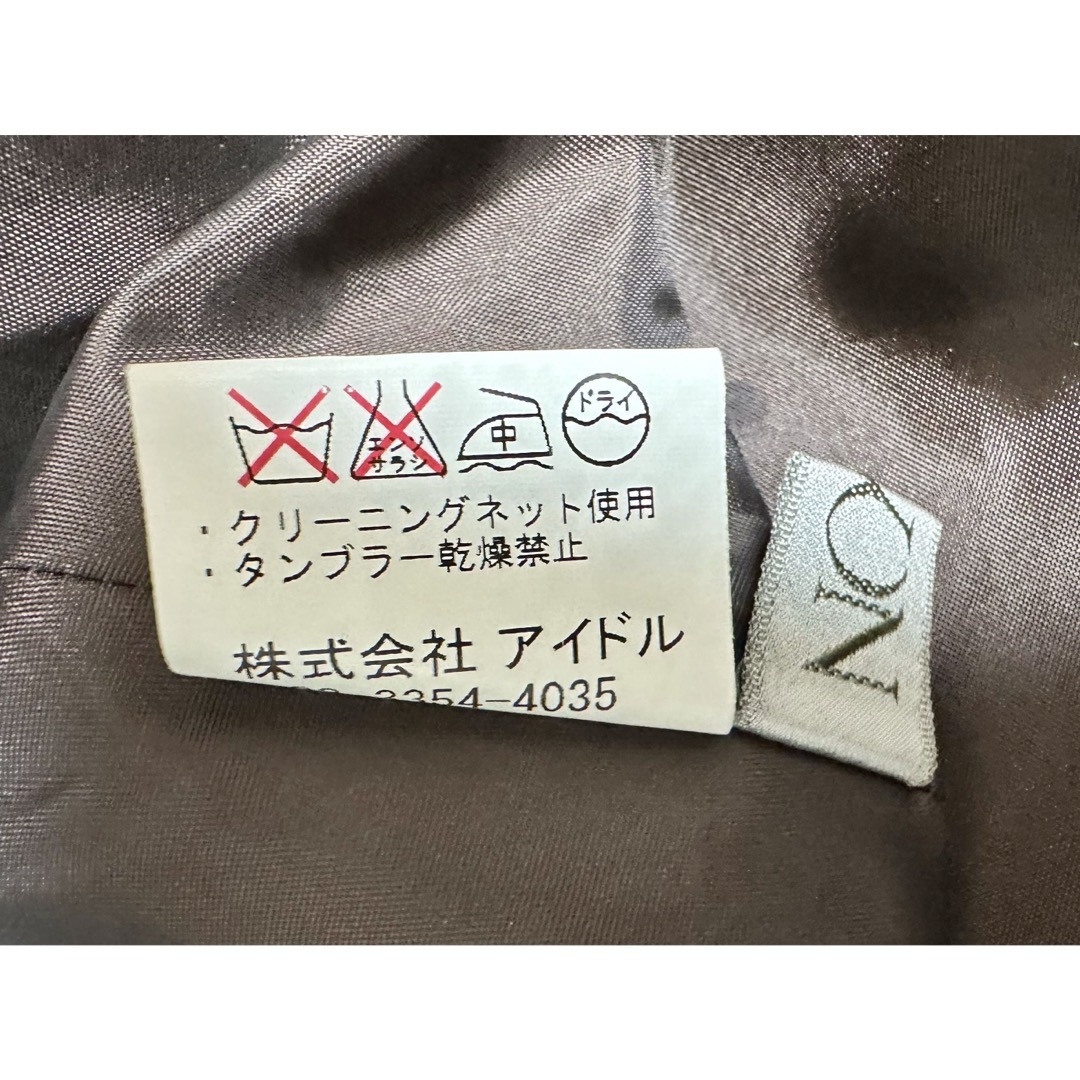 エンソ
サラシ
中
ドライ
・クリーニングネット使用
・タンブラー乾燥禁止
株式会社 アイドル
3354-4035
NO